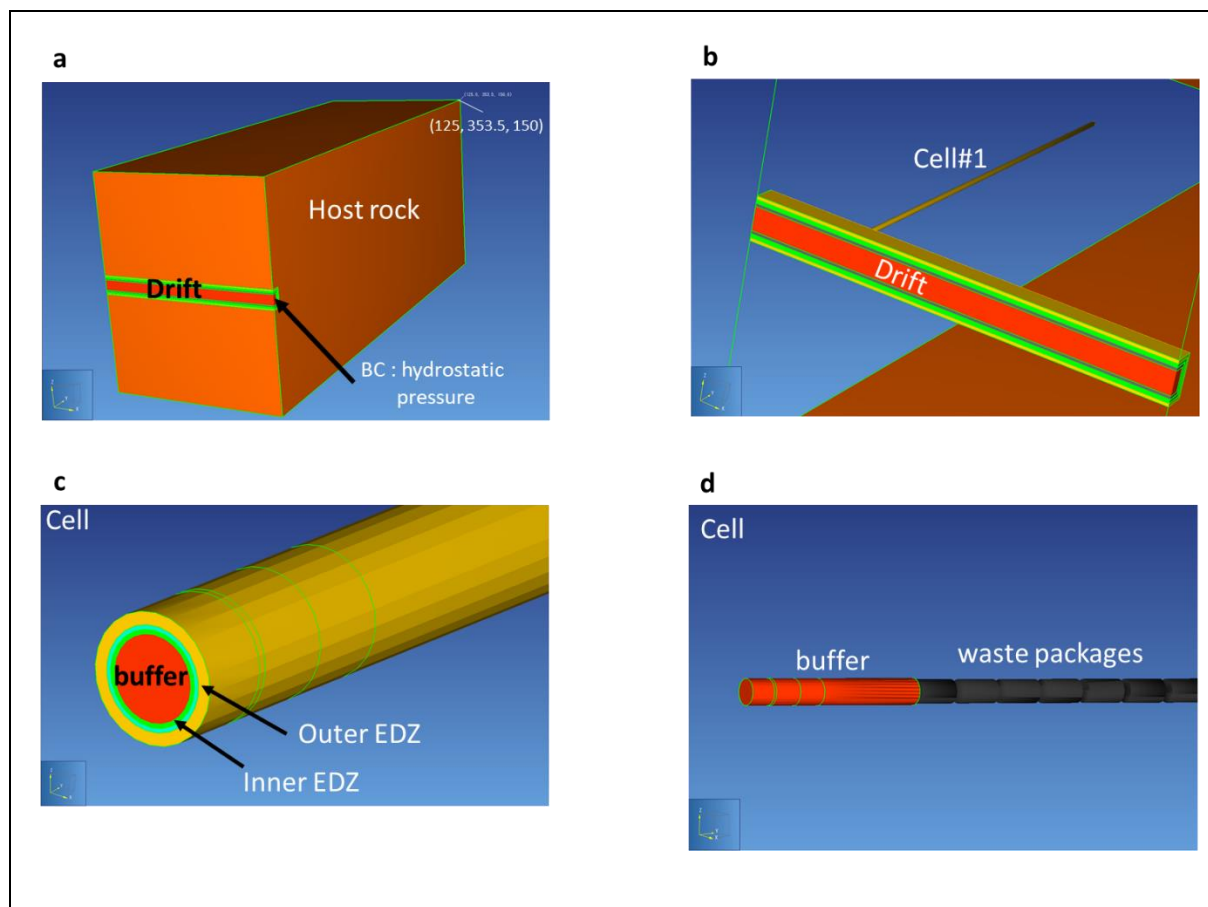 a
(125, 353.5, 150)
Host rock
Drift
BC : hydrostatic
pressure
b
Cell#1
Drift
c
Cell
buffer
Outer EDZ
Inner EDZ
d
Cell
buffer
waste packages